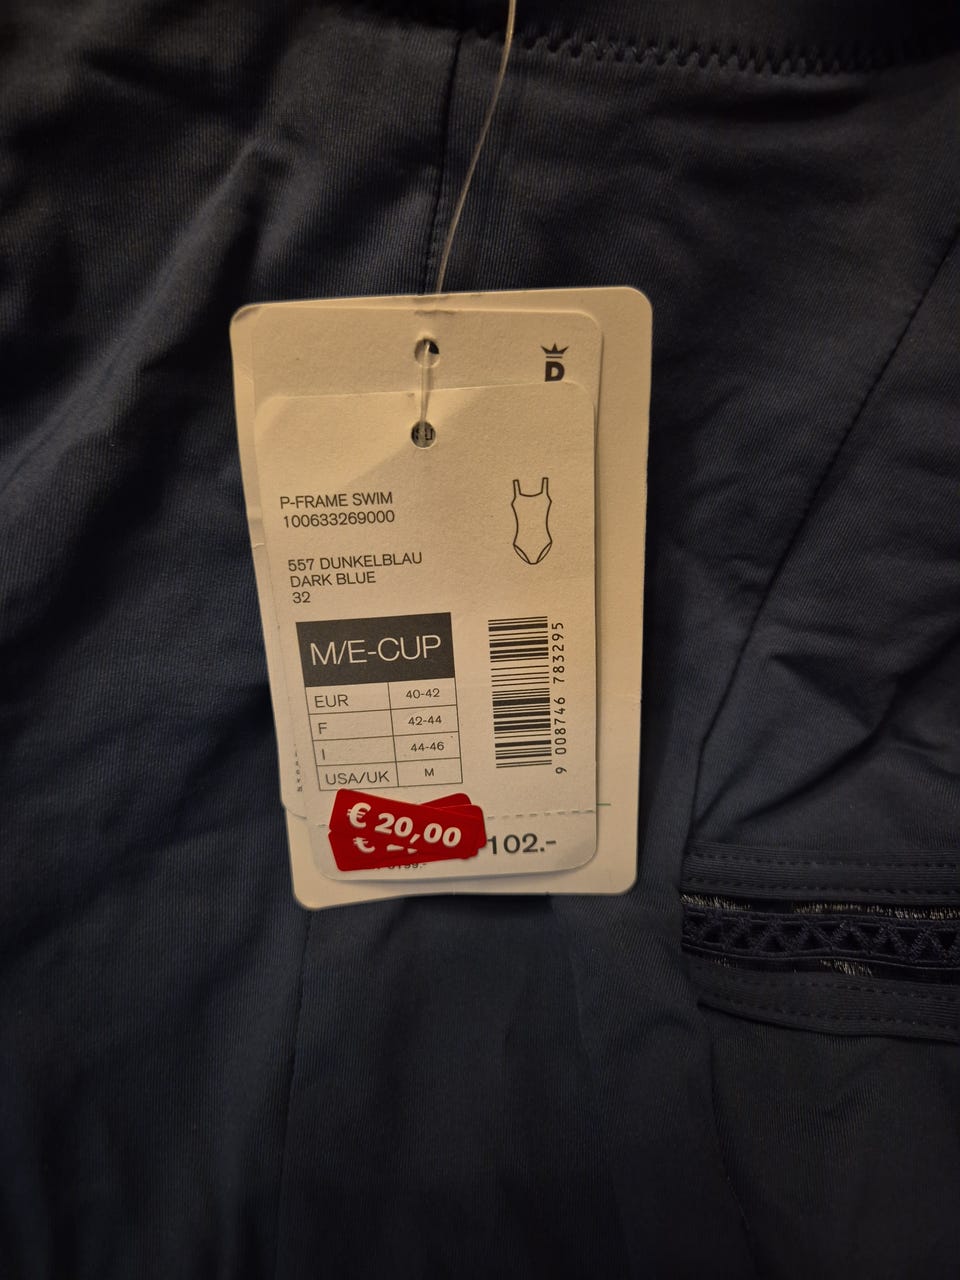 D
P-FRAME SWIM
100633269000
557 DUNKELBLAU
DARK BLUE
32
M/E-CUP
EUR 40-42
F 42-44
I 44-46
USA/UK M
9 008746 783295
€ 20,00
€
102.-